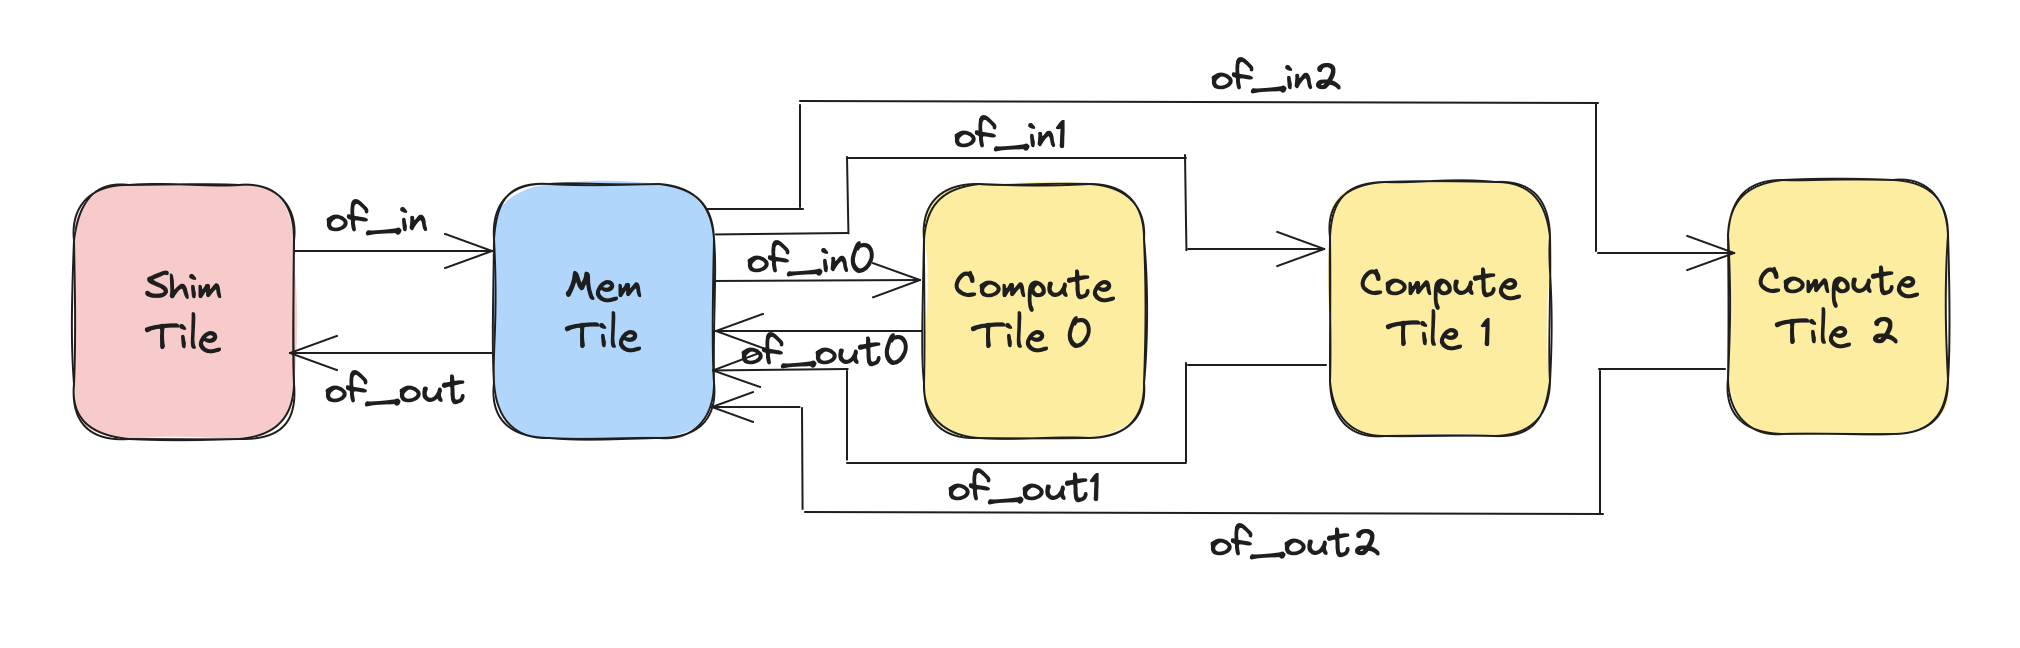 of_in2
of_in1
of_in
of_in0
Shim
Tile
Mem
Tile
Compute
Tile 0
Compute
Tile 1
Compute
Tile 2
of_out0
of_out
of_out1
of_out2